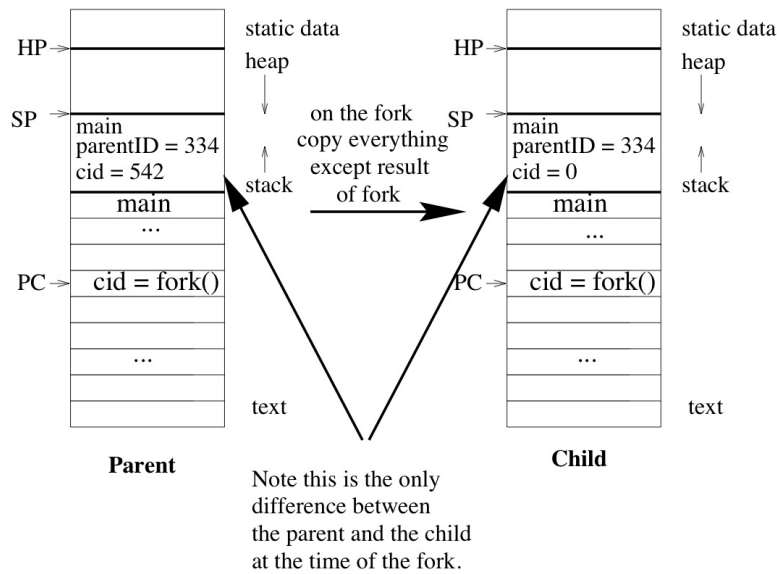 static data
HP
heap
SP
main
parentID = 334
cid = 542
stack
main
...
PC
cid = fork()
...
text
Parent
on the fork
copy everything
except result
of fork
static data
HP
heap
SP
main
parentID = 334
cid = 0
stack
main
...
PC
cid = fork()
...
text
Child
Note this is the only
difference between
the parent and the child
at the time of the fork.